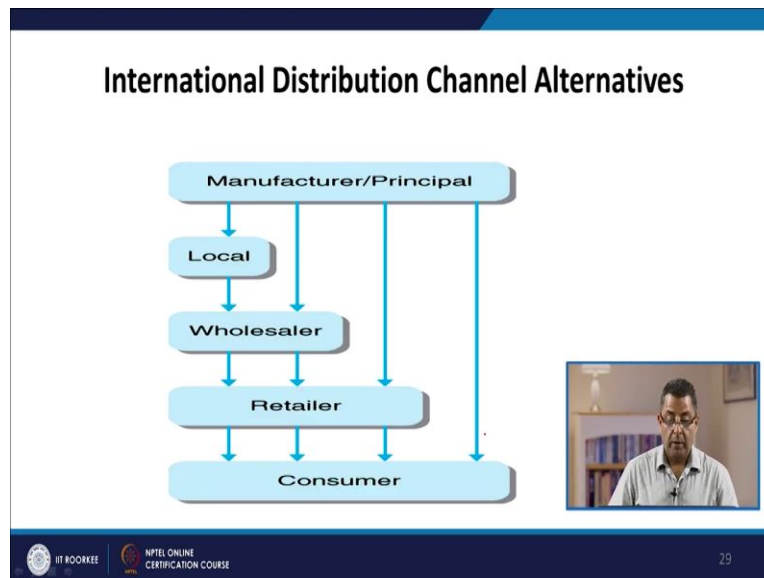 International Distribution Channel Alternatives
Manufacturer/Principal
Local
Wholesaler
Retailer
Consumer
IIT ROORKEE
NPTEL ONLINE
CERTIFICATION COURSE
29